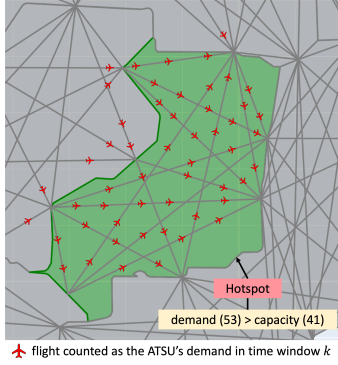 Hotspot
demand (53) > capacity (41)
flight counted as the ATSU's demand in time window k